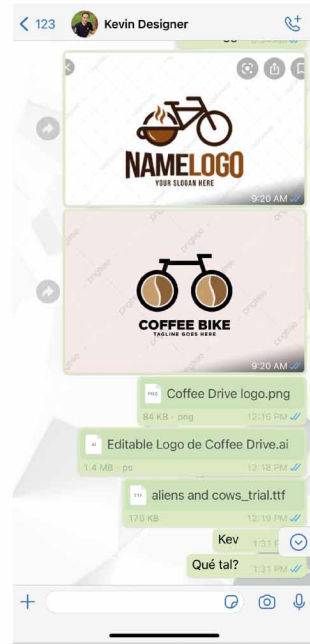 123
Kevin Designer
NAMELOGO
YOUR SLOGAN HERE
9:20 AM
COFFEE BIKE
TAGLINE GOES HERE
9:20 AM
Coffee Drive logo.png
84 KB · png
12:16 PM
Editable Logo de Coffee Drive.ai
1.4 MB · ps
12:18 PM
aliens and cows_trial.ttf
170 KB
12:19 PM
Kev
Qué tal?
1:31 PM